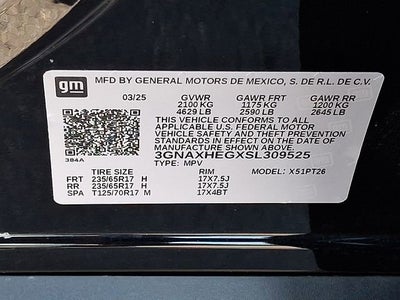 gm MFD BY GENERAL MOTORS DE MEXICO, S. DE R.L. DE C.V.
03/25 GVWR GAWR FRT GAWR RR
2100 KG 1175 KG 1200 KG
4629 LB 2590 LB 2645 LB
THIS VEHICLE CONFORMS TO ALL
APPLICABLE U.S. FEDERAL MOTOR
VEHICLE SAFETY AND THEFT PREVENTION
STANDARDS IN EFFECT ON THE DATE OF
MANUFACTURE SHOWN ABOVE.
3GNAXHEGXSL309525
384A TYPE: MPV
TIRE SIZE RIM MODEL: X51PT26
FRT 235/65R17 H 17X7.5J
RR 235/65R17 H 17X7.5J
SPA T125/70R17 M 17X4BT